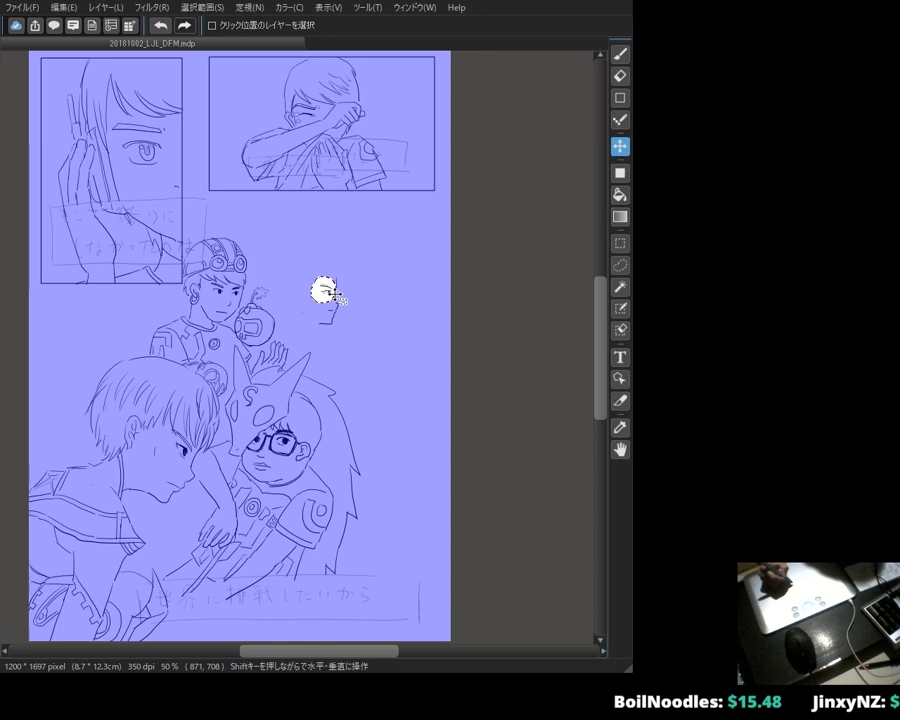 ファイル(F) 編集(E) レイヤー(L) フィルタ(R) 選択範囲(S) 定規(N) カラー(C) 表示(V) ツール(T) ウィンドウ(W) Help
クリック位置のレイヤーを選択
20181002_LJL_DFM.mdp
世界に挑戦したいから
1200 * 1697 pixel (8.7 * 12.3cm) 350 dpi 50 % ( 871, 708 ) Shiftキーを押しながらで水平・垂直に操作
BoilNoodles: $15.48 JinxyNZ: $